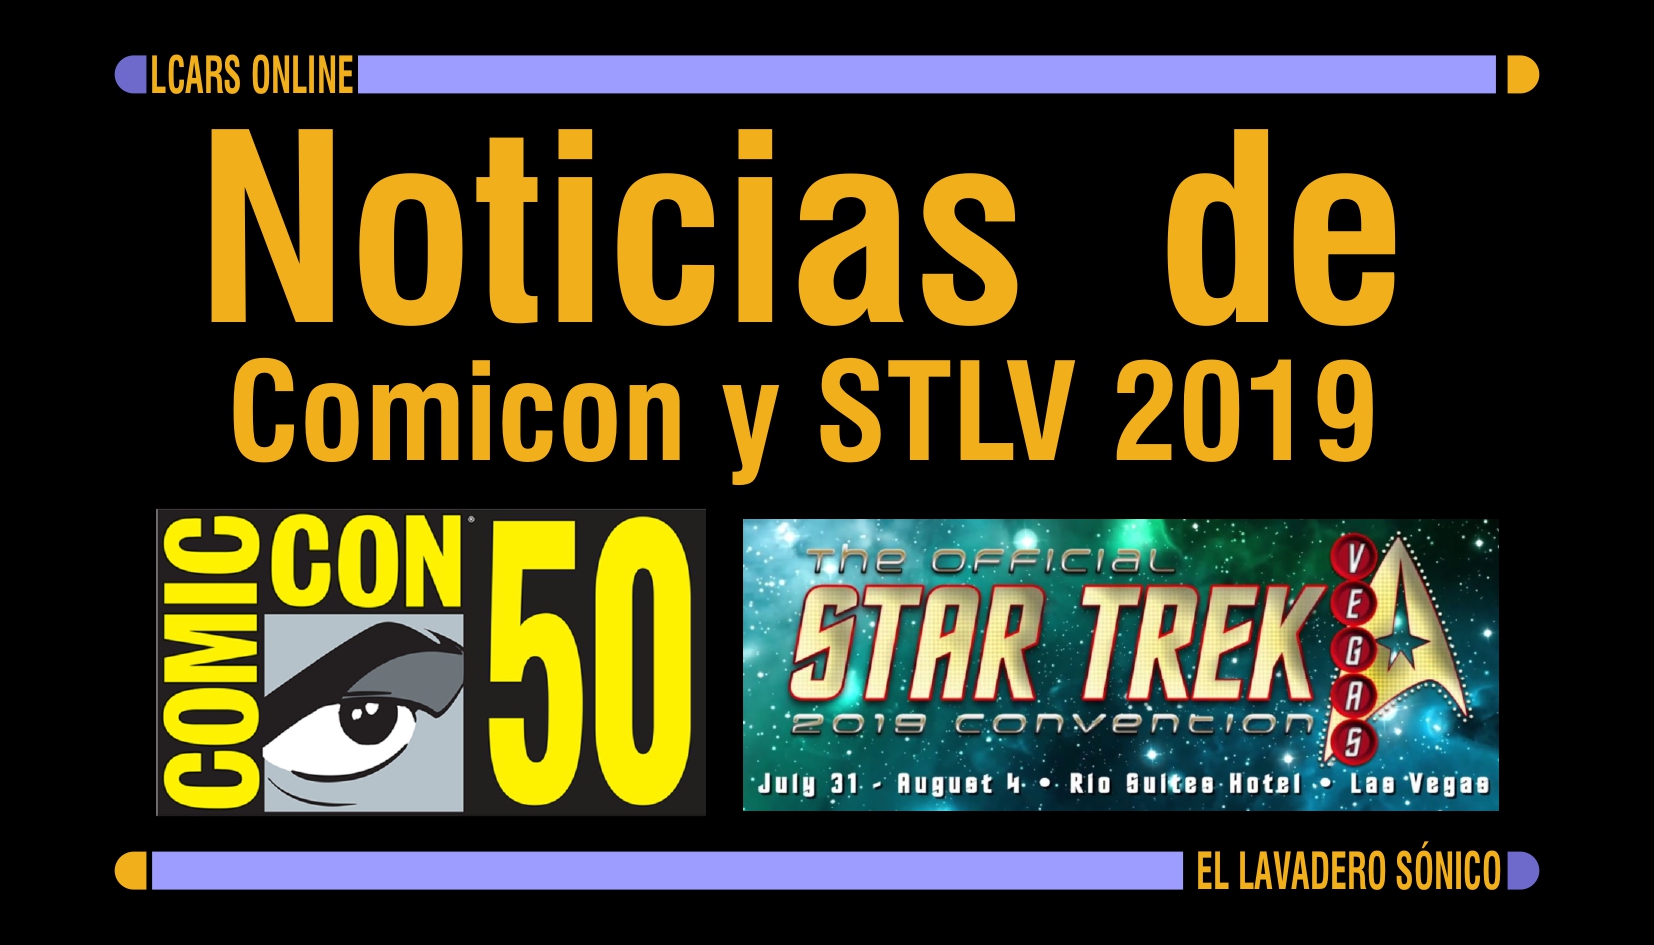 LCARS ONLINE
Noticias de
Comicon y STLV 2019
COMIC
CON®
50
The Official
STAR TREK
2019 Convention
VEGAS
July 31 - August 4 • Rio Suites Hotel • Las Vegas
EL LAVADERO SÓNICO